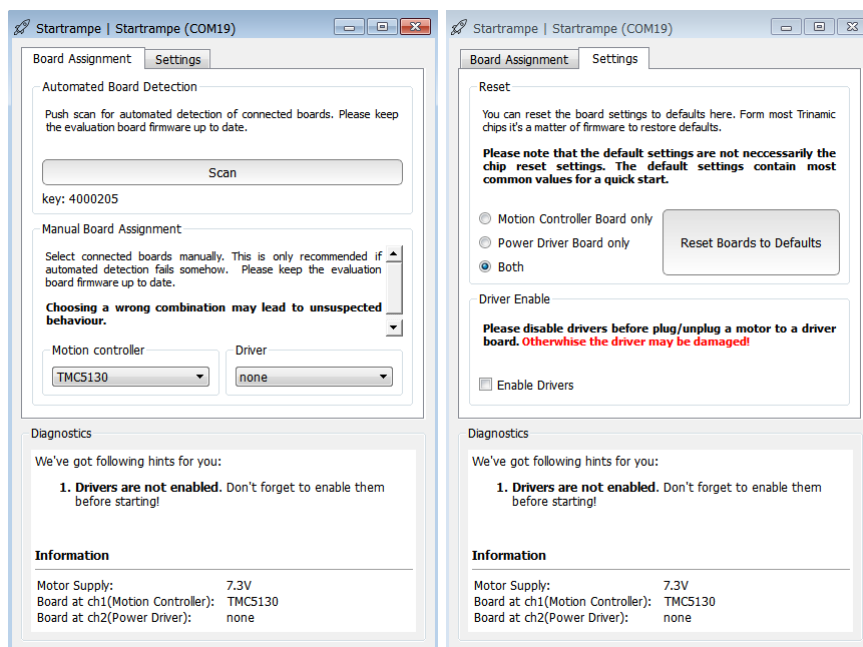 Startrampe | Startrampe (COM19)
Board Assignment
Settings
Automated Board Detection
Push scan for automated detection of connected boards. Please keep
the evaluation board firmware up to date.
Scan
key: 4000205
Manual Board Assignment
Select connected boards manually. This is only recommended if
automated detection fails somehow. Please keep the evaluation
board firmware up to date.
Choosing a wrong combination may lead to unsuspected
behaviour.
Motion controller
Driver
TMC5130
none
Diagnostics
We've got following hints for you:
1. Drivers are not enabled. Don't forget to enable them
before starting!
Information
Motor Supply: 7.3V
Board at ch1(Motion Controller): TMC5130
Board at ch2(Power Driver): none
Startrampe | Startrampe (COM19)
Board Assignment
Settings
Reset
You can reset the board settings to defaults here. Form most Trinamic
chips it's a matter of firmware to restore defaults.
Please note that the default settings are not neccessarily the
chip reset settings. The default settings contain most
common values for a quick start.
Motion Controller Board only
Power Driver Board only
Both
Reset Boards to Defaults
Driver Enable
Please disable drivers before plug/unplug a motor to a driver
board. Otherwhise the driver may be damaged!
Enable Drivers
Diagnostics
We've got following hints for you:
1. Drivers are not enabled. Don't forget to enable them
before starting!
Information
Motor Supply: 7.3V
Board at ch1(Motion Controller): TMC5130
Board at ch2(Power Driver): none